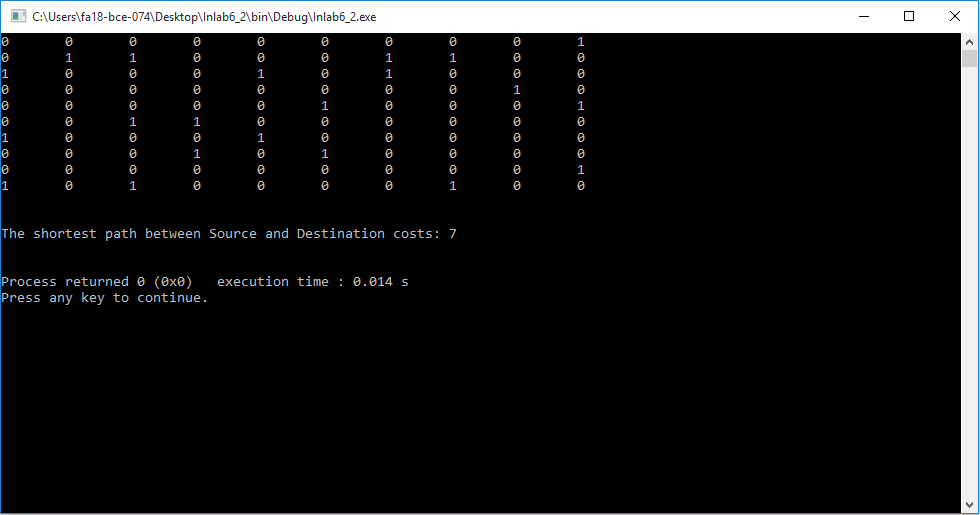 C:\Users\fa18-bce-074\Desktop\Inlab6_2\bin\Debug\Inlab6_2.exe
0 0 0 0 0 0 0 0 0 1
0 1 1 0 0 0 1 1 0 0
1 0 0 0 1 0 1 0 0 0
0 0 0 0 0 0 0 0 1 0
0 0 0 0 0 1 0 0 0 1
0 0 1 1 0 0 0 0 0 0
1 0 0 0 1 0 0 0 0 0
0 0 0 1 0 1 0 0 0 0
0 0 0 0 0 0 0 0 0 1
1 0 1 0 0 0 0 1 0 0
The shortest path between Source and Destination costs: 7
Process returned 0 (0x0)   execution time : 0.014 s
Press any key to continue.